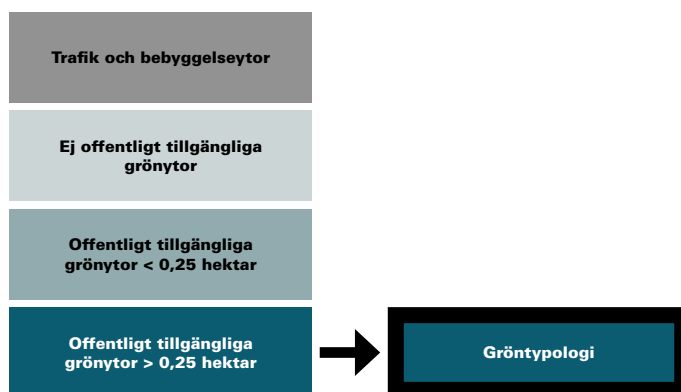 Trafik och bebyggelseytor
Ej offentligt tillgängliga
grönytor
Offentligt tillgängliga
grönytor < 0,25 hektar
Offentligt tillgängliga
grönytor > 0,25 hektar
Gröntypologi